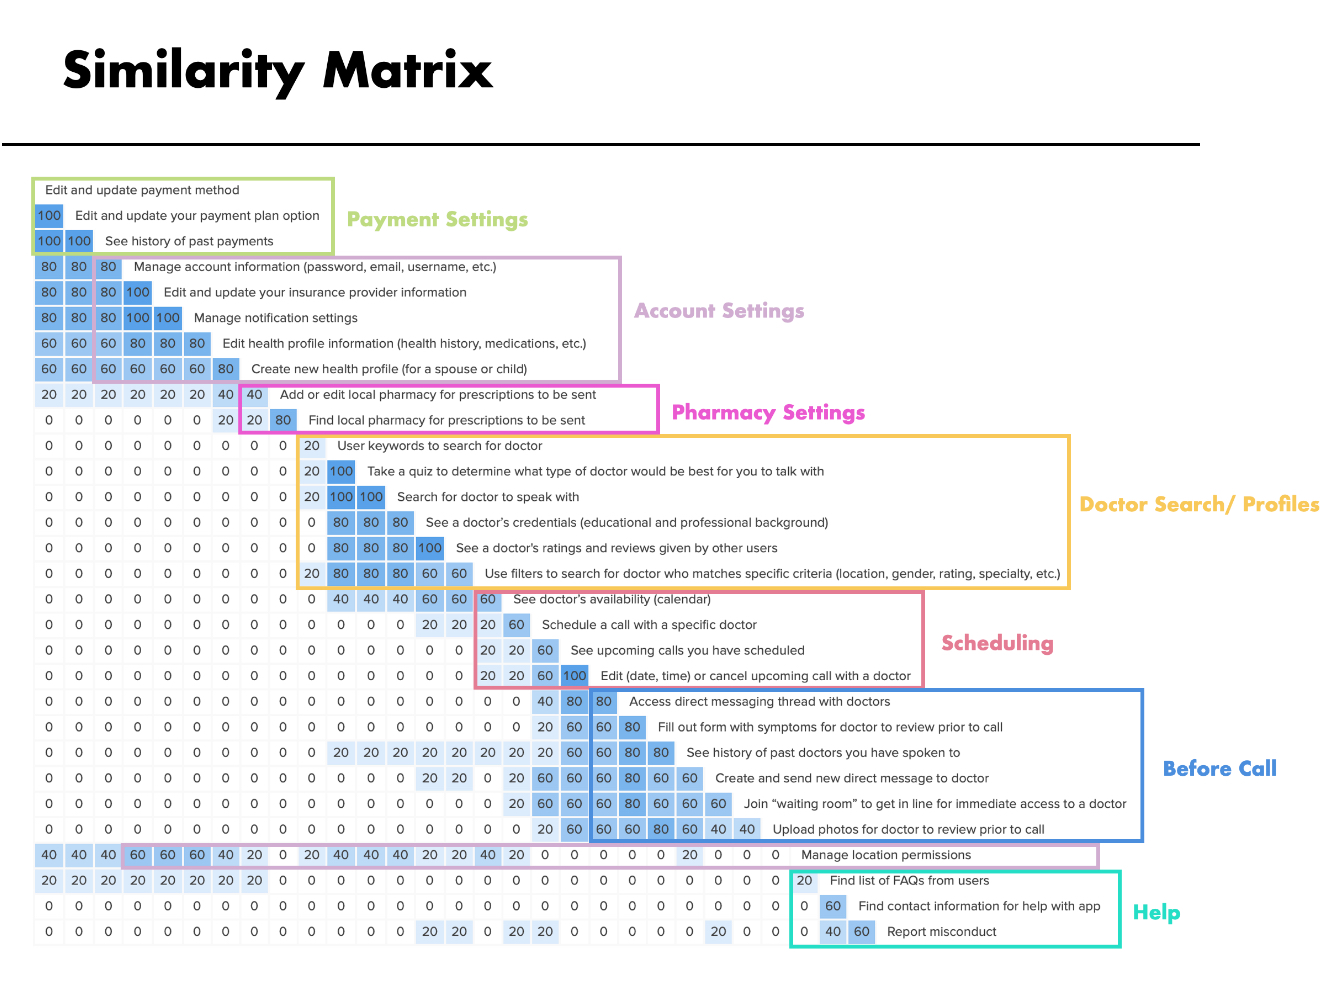 Similarity Matrix
Edit and update payment method
100 Edit and update your payment plan option
Payment Settings
100 100 See history of past payments
80 80 80 Manage account information (password, email, username, etc.)
80 80 80 100 Edit and update your insurance provider information
Account Settings
80 80 80 100 100 Manage notification settings
60 60 60 80 80 80 Edit health profile information (health history, medications, etc.)
60 60 60 60 60 60 80 Create new health profile (for a spouse or child)
20 20 20 20 20 20 40 40 Add or edit local pharmacy for prescriptions to be sent
Pharmacy Settings
0 0 0 0 0 0 20 20 80 Find local pharmacy for prescriptions to be sent
0 0 0 0 0 0 0 0 0 20 User keywords to search for doctor
0 0 0 0 0 0 0 0 0 20 100 Take a quiz to determine what type of doctor would be best for you to talk with
0 0 0 0 0 0 0 0 0 20 100 100 Search for doctor to speak with
Doctor Search/ Profiles
0 0 0 0 0 0 0 0 0 0 80 80 80 See a doctor's credentials (educational and professional background)
0 0 0 0 0 0 0 0 0 0 80 80 80 100 See a doctor's ratings and reviews given by other users
0 0 0 0 0 0 0 0 0 20 80 80 80 60 60 Use filters to search for doctor who matches specific criteria (location, gender, rating, specialty, etc.)
0 0 0 0 0 0 0 0 0 0 40 40 40 60 60 60 See doctor's availability (calendar)
0 0 0 0 0 0 0 0 0 0 0 0 0 20 20 20 60 Schedule a call with a specific doctor
Scheduling
0 0 0 0 0 0 0 0 0 0 0 0 0 0 0 20 20 60 See upcoming calls you have scheduled
0 0 0 0 0 0 0 0 0 0 0 0 0 0 0 20 20 60 100 Edit (date, time) or cancel upcoming call with a doctor
0 0 0 0 0 0 0 0 0 0 0 0 0 0 0 0 0 40 80 80 Access direct messaging thread with doctors
0 0 0 0 0 0 0 0 0 0 0 0 0 0 0 0 0 20 60 60 80 Fill out form with symptoms for doctor to review prior to call
0 0 0 0 0 0 0 0 0 0 20 20 20 20 20 20 20 20 60 60 80 80 See history of past doctors you have spoken to
Before Call
0 0 0 0 0 0 0 0 0 0 0 0 0 20 20 0 20 60 60 60 80 60 60 Create and send new direct message to doctor
0 0 0 0 0 0 0 0 0 0 0 0 0 0 0 0 20 60 60 60 80 60 60 60 Join “waiting room” to get in line for immediate access to a doctor
0 0 0 0 0 0 0 0 0 0 0 0 0 0 0 0 0 20 60 60 60 80 60 40 40 Upload photos for doctor to review prior to call
40 40 40 60 60 60 40 20 0 20 40 40 40 20 20 40 20 0 0 0 0 0 20 0 0 0 Manage location permissions
20 20 20 20 20 20 20 20 0 0 0 0 0 0 0 0 0 0 0 0 0 0 0 0 0 0 20 Find list of FAQs from users
0 0 0 0 0 0 0 0 0 0 0 0 0 0 0 0 0 0 0 0 0 0 0 0 0 0 0 60 Find contact information for help with app
Help
0 0 0 0 0 0 0 0 0 0 0 0 0 20 20 0 20 20 0 0 0 0 0 20 0 0 0 40 60 Report misconduct